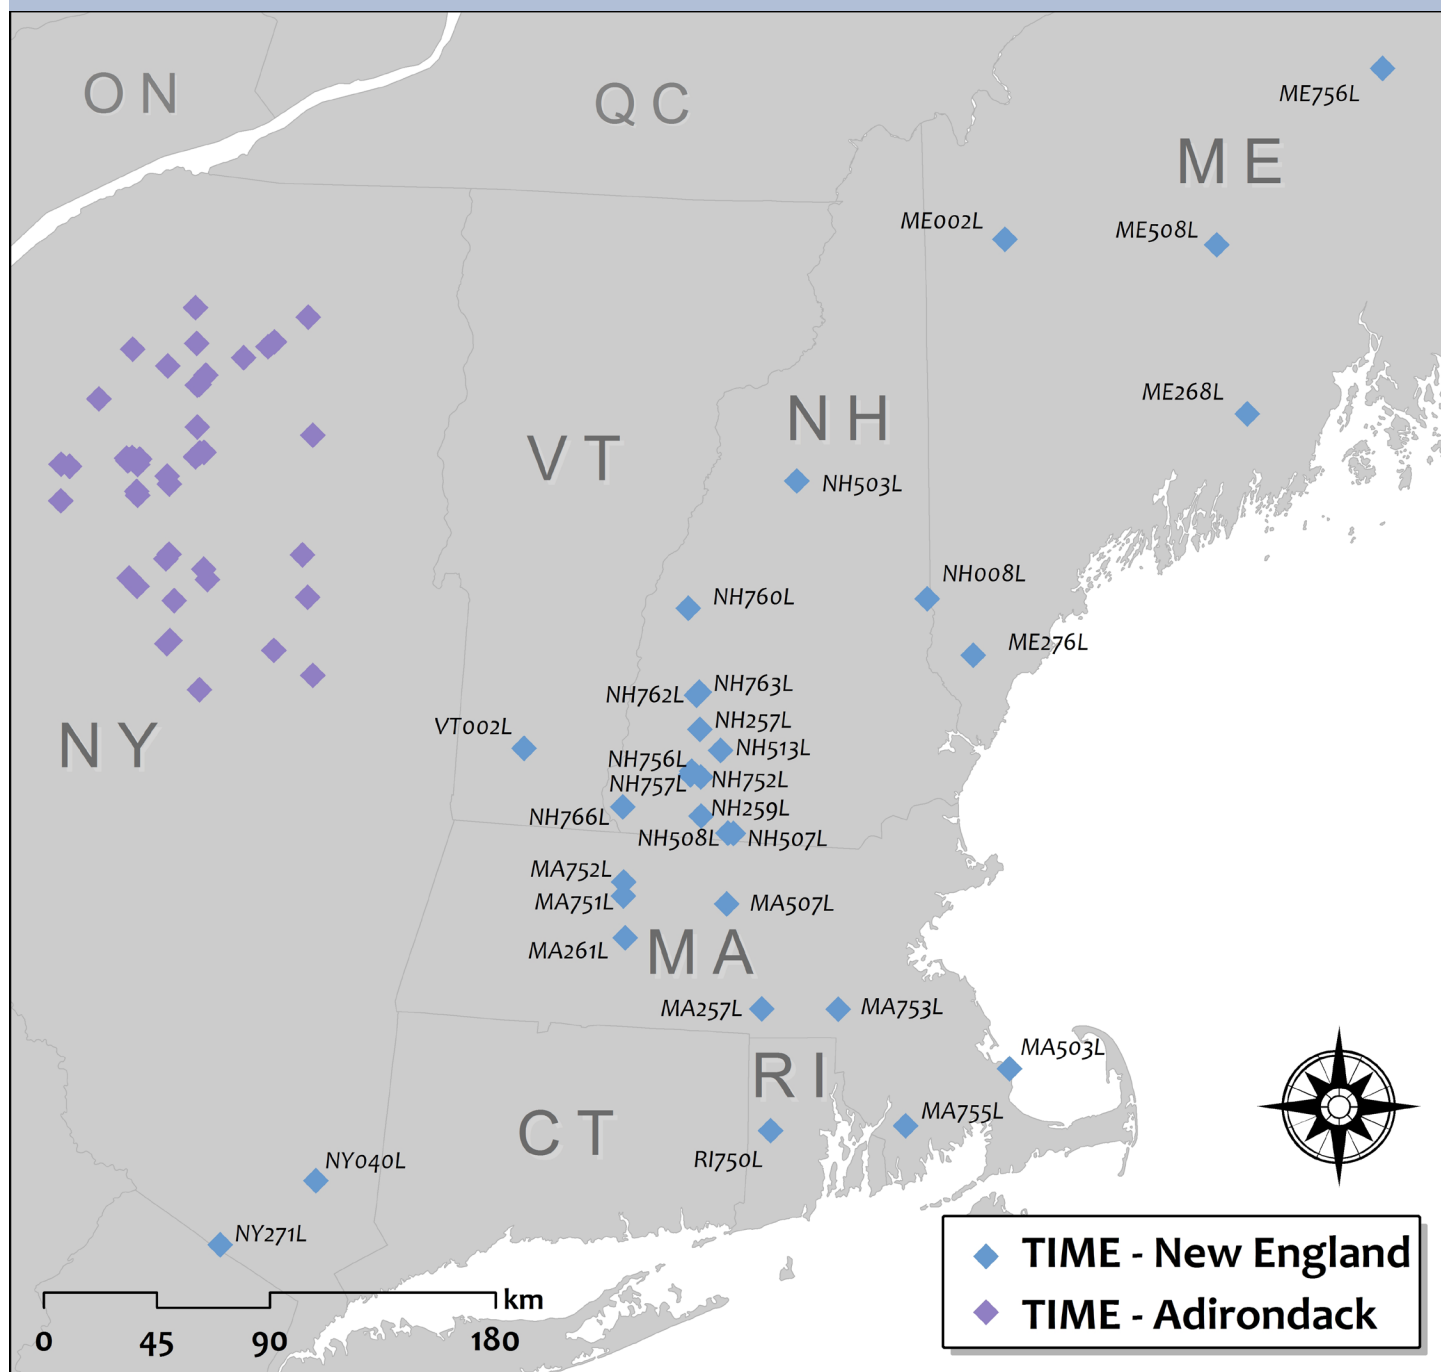 ON
QC
ME756L
ME
ME002L
ME508L
ME268L
NH
VT
NH503L
NH008L
NH760L
ME276L
NH763L
NH762L
NH257L
VT002L
NY
NH513L
NH756L
NH757L
NH752L
NH259L
NH766L
NH508L
NH507L
MA752L
MA751L
MA507L
MA261L
MA
MA257L
MA753L
MA503L
RI
MA755L
CT
RI750L
NY040L
NY271L
TIME - New England
TIME - Adirondack
km
0 45 90 180